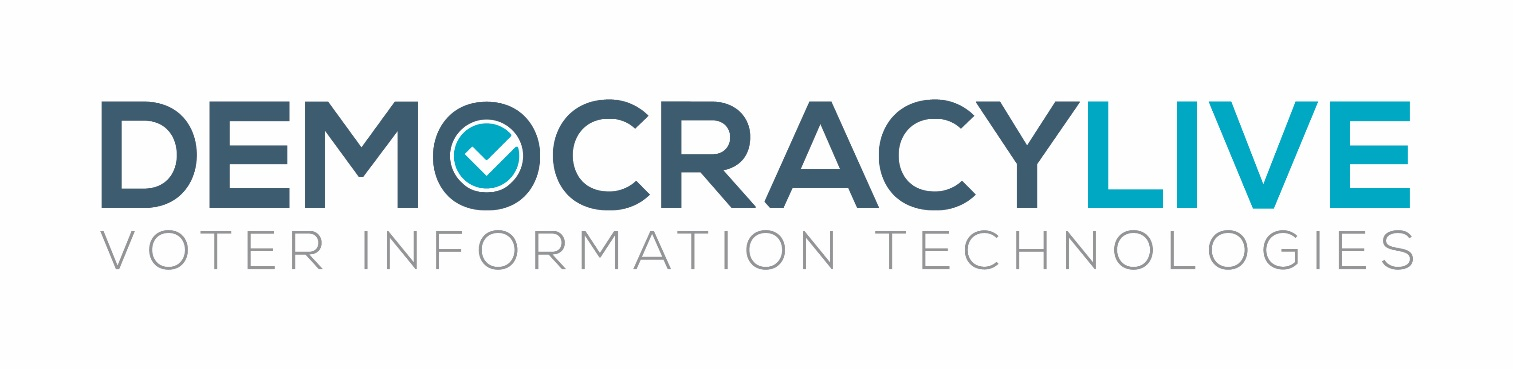 DEMOCRACYLIVE
VOTER INFORMATION TECHNOLOGIES